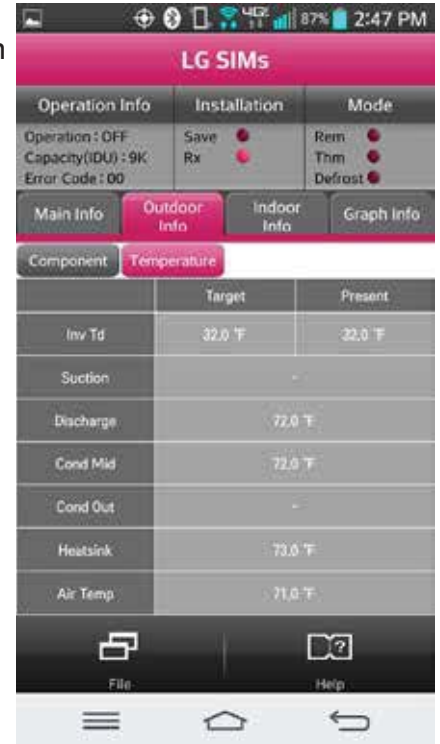 4G LTE 87% 2:47 PM
n
LG SIMs
Operation Info Installation Mode
Operation : OFF Save Rem
Capacity(IDU) : 9K Rx Thm
Error Code : 00 Defrost
Main Info Outdoor Info Indoor Info Graph Info
Component Temperature
Target Present
Inv Td 32.0 °F 32.0 °F
Suction -
Discharge 72.0 °F
Cond Mid 72.0 °F
Cond Out -
Heatsink 73.0 °F
Air Temp 71.0 °F
File Help